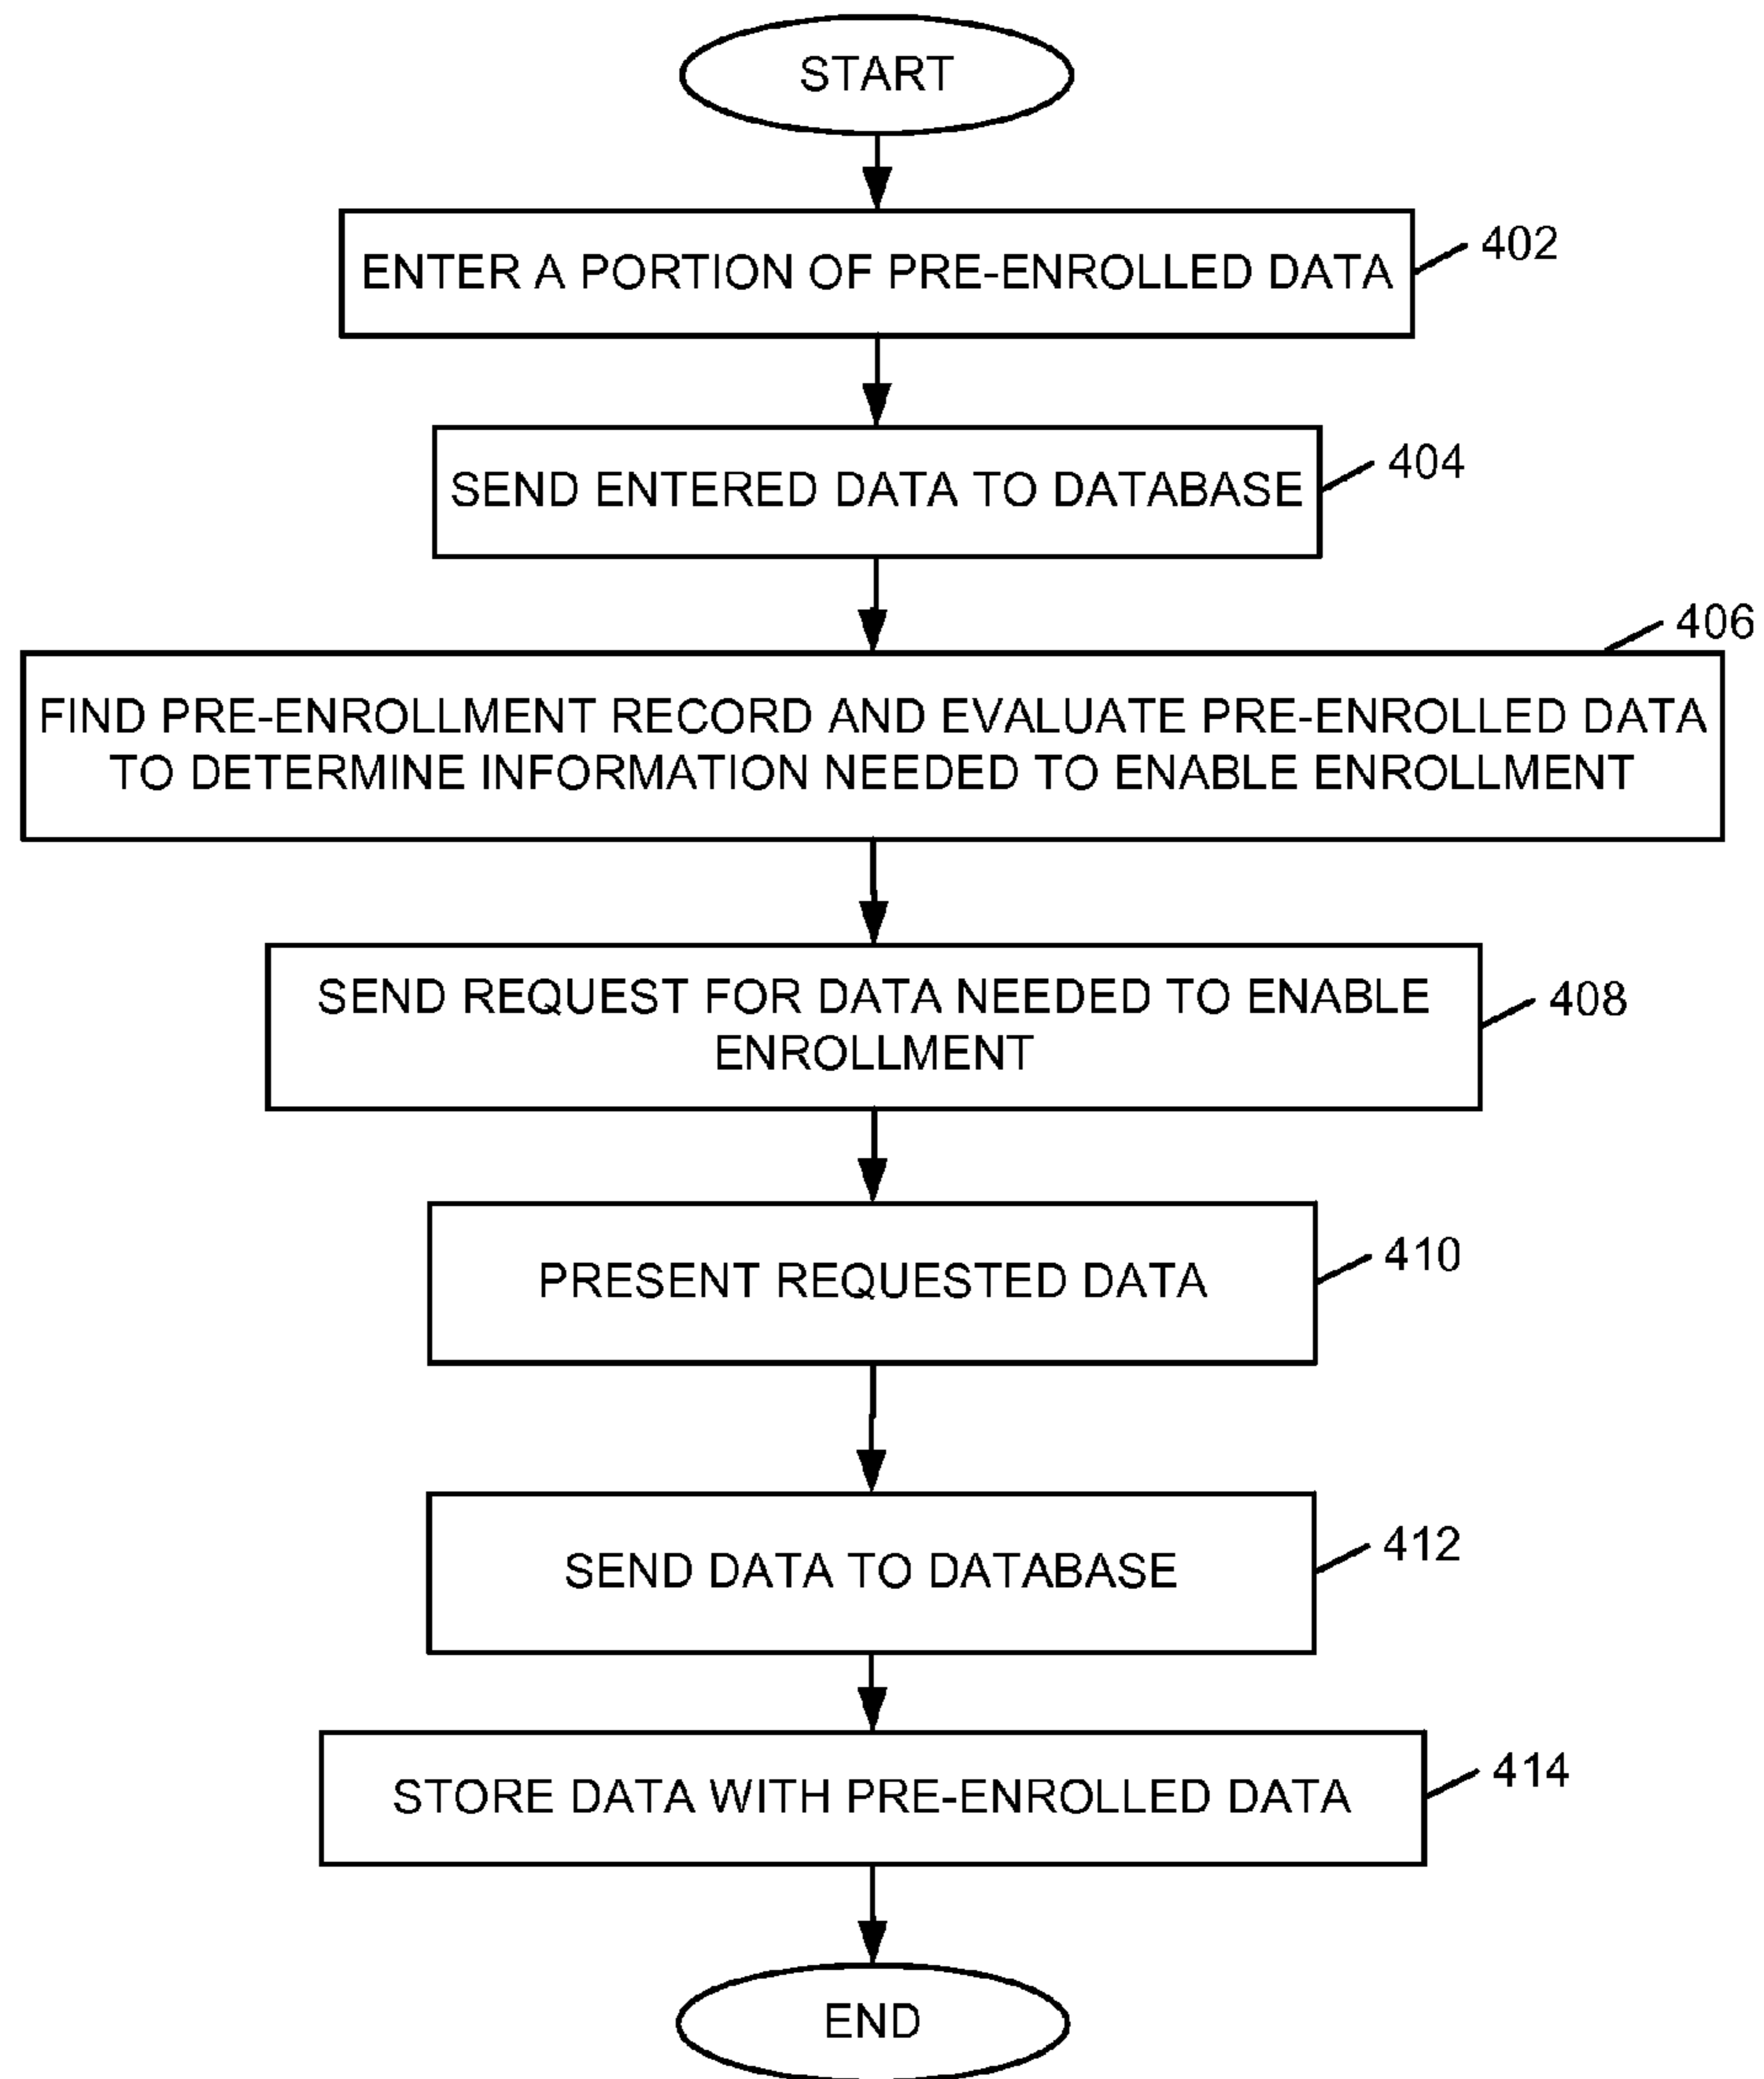 START
ENTER A PORTION OF PRE-ENROLLED DATA
402
SEND ENTERED DATA TO DATABASE
404
406
FIND PRE-ENROLLMENT RECORD AND EVALUATE PRE-ENROLLED DATA
TO DETERMINE INFORMATION NEEDED TO ENABLE ENROLLMENT
SEND REQUEST FOR DATA NEEDED TO ENABLE
ENROLLMENT
408
PRESENT REQUESTED DATA
410
SEND DATA TO DATABASE
412
STORE DATA WITH PRE-ENROLLED DATA
414
END